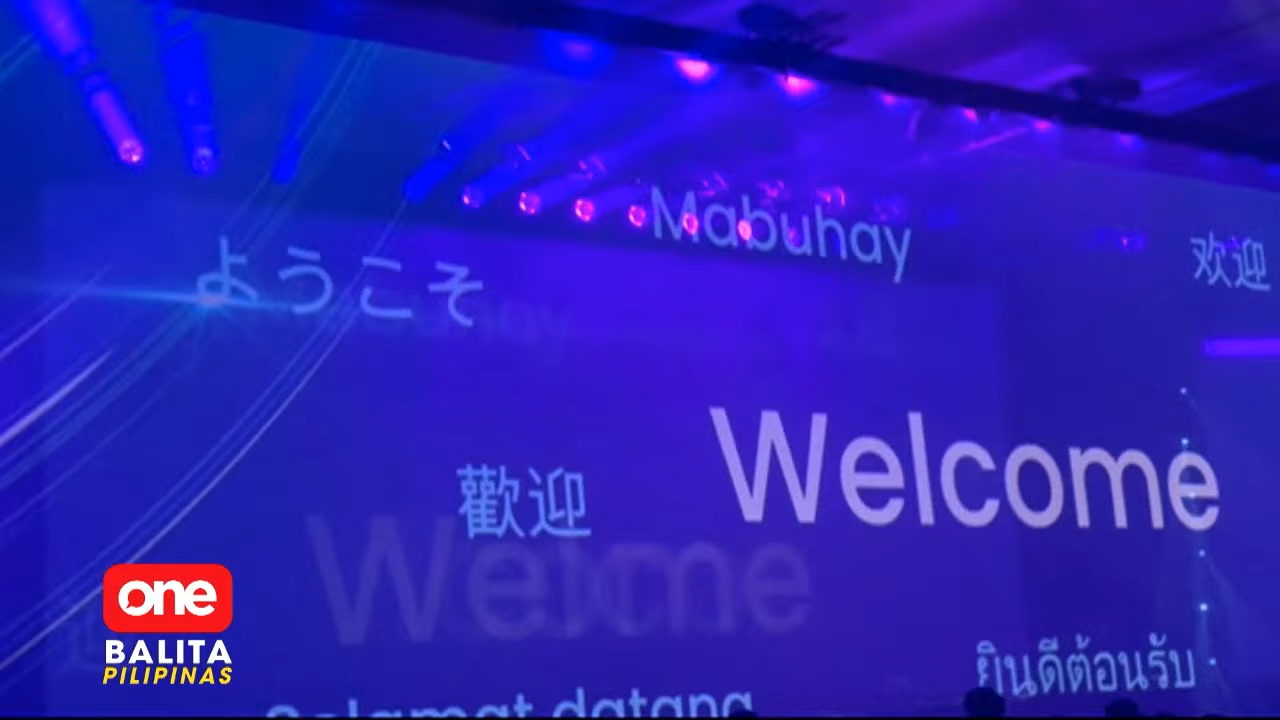 Mabuhay
欢迎
ようこそ
Welcome
歡迎
Welcome
ยินดีต้อนรับ
Selamat datang
one
BALITA
PILIPINAS